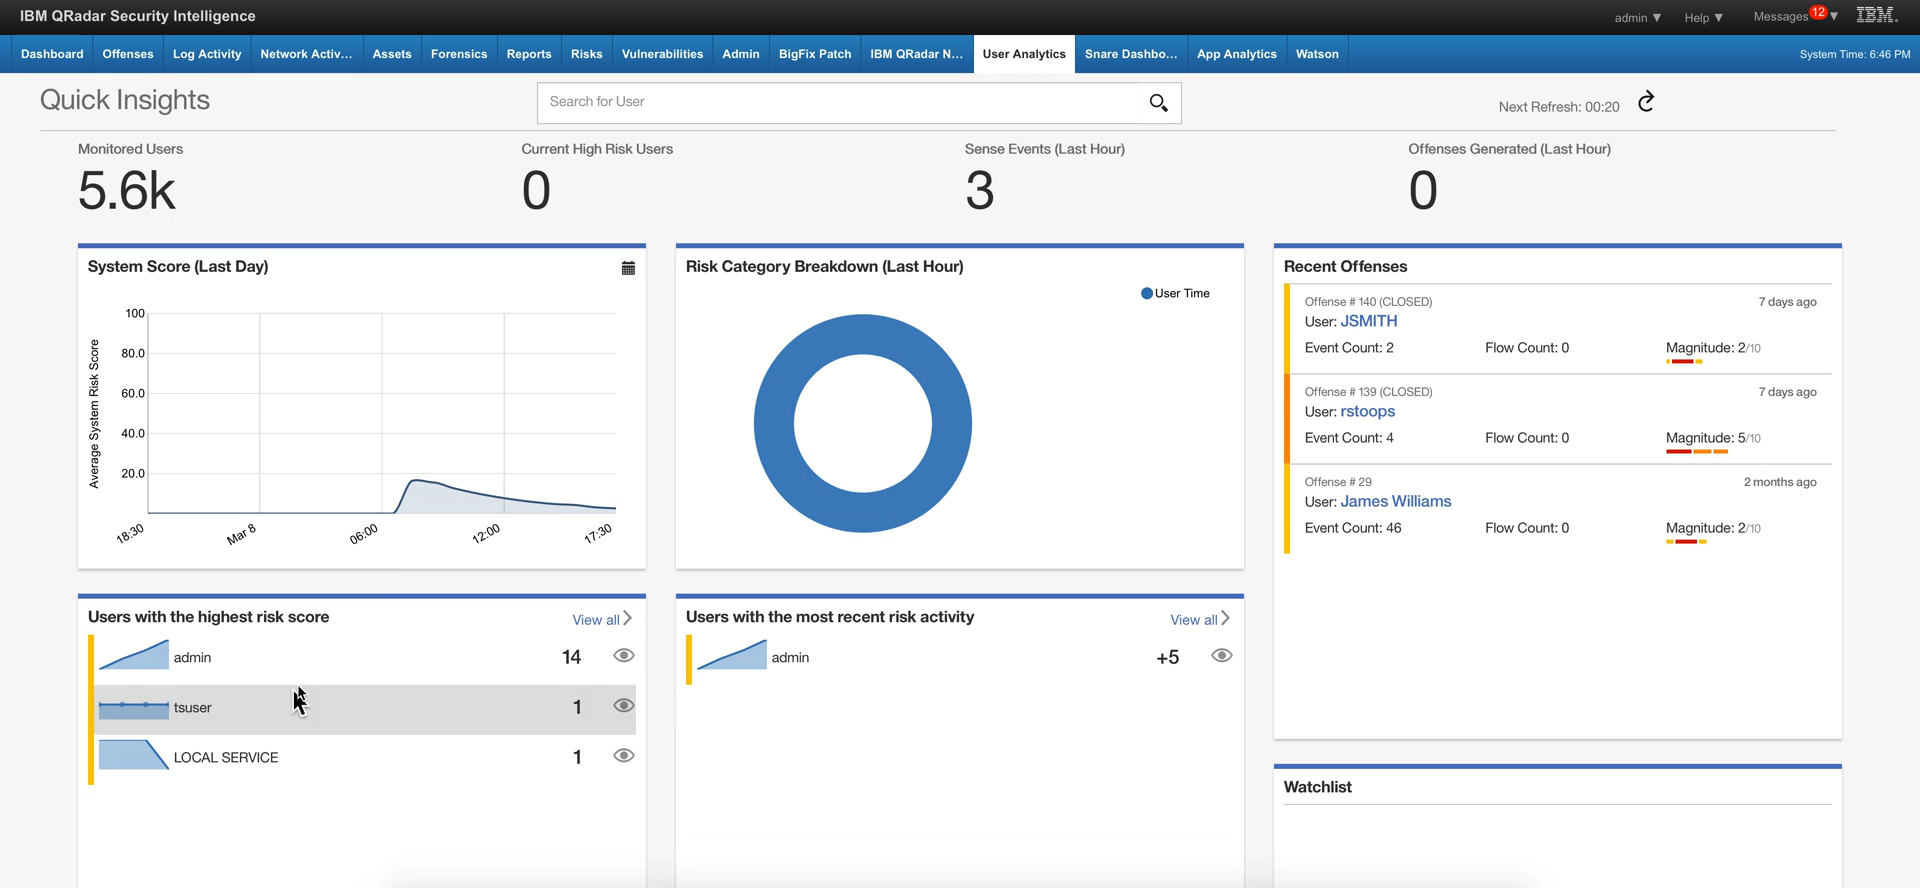 IBM QRadar Security Intelligence
admin ▼ Help ▼ Messages 12 ▼ IBM.
Dashboard Offenses Log Activity Network Activ... Assets Forensics Reports Risks Vulnerabilities Admin BigFix Patch IBM QRadar N... User Analytics Snare Dashbo... App Analytics Watson System Time: 6:46 PM
Quick Insights
Search for User
Next Refresh: 00:20
Monitored Users
5.6k
Current High Risk Users
0
Sense Events (Last Hour)
3
Offenses Generated (Last Hour)
0
System Score (Last Day)
Average System Risk Score
100
80.0
60.0
40.0
20.0
18:30 Mar 8 06:00 12:00 17:30
Risk Category Breakdown (Last Hour)
User Time
Recent Offenses
Offense # 140 (CLOSED) 7 days ago
User: JSMITH
Event Count: 2 Flow Count: 0 Magnitude: 2/10
Offense # 139 (CLOSED) 7 days ago
User: rstoops
Event Count: 4 Flow Count: 0 Magnitude: 5/10
Offense # 29 2 months ago
User: James Williams
Event Count: 46 Flow Count: 0 Magnitude: 2/10
Users with the highest risk score View all
admin 14
tsuser 1
LOCAL SERVICE 1
Users with the most recent risk activity View all
admin +5
Watchlist